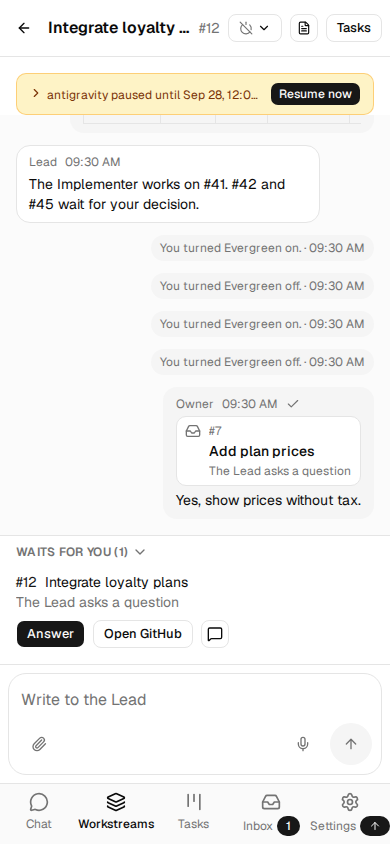 Integrate loyalty ... #12
Tasks
antigravity paused until Sep 28, 12:0... Resume now
Lead 09:30 AM
The Implementer works on #41. #42 and
#45 wait for your decision.
You turned Evergreen on. · 09:30 AM
You turned Evergreen off. · 09:30 AM
You turned Evergreen on. · 09:30 AM
You turned Evergreen off. · 09:30 AM
Owner 09:30 AM
#7
Add plan prices
The Lead asks a question
Yes, show prices without tax.
WAITS FOR YOU (1)
#12 Integrate loyalty plans
The Lead asks a question
Answer Open GitHub
Write to the Lead
Chat Workstreams Tasks Inbox 1 Settings